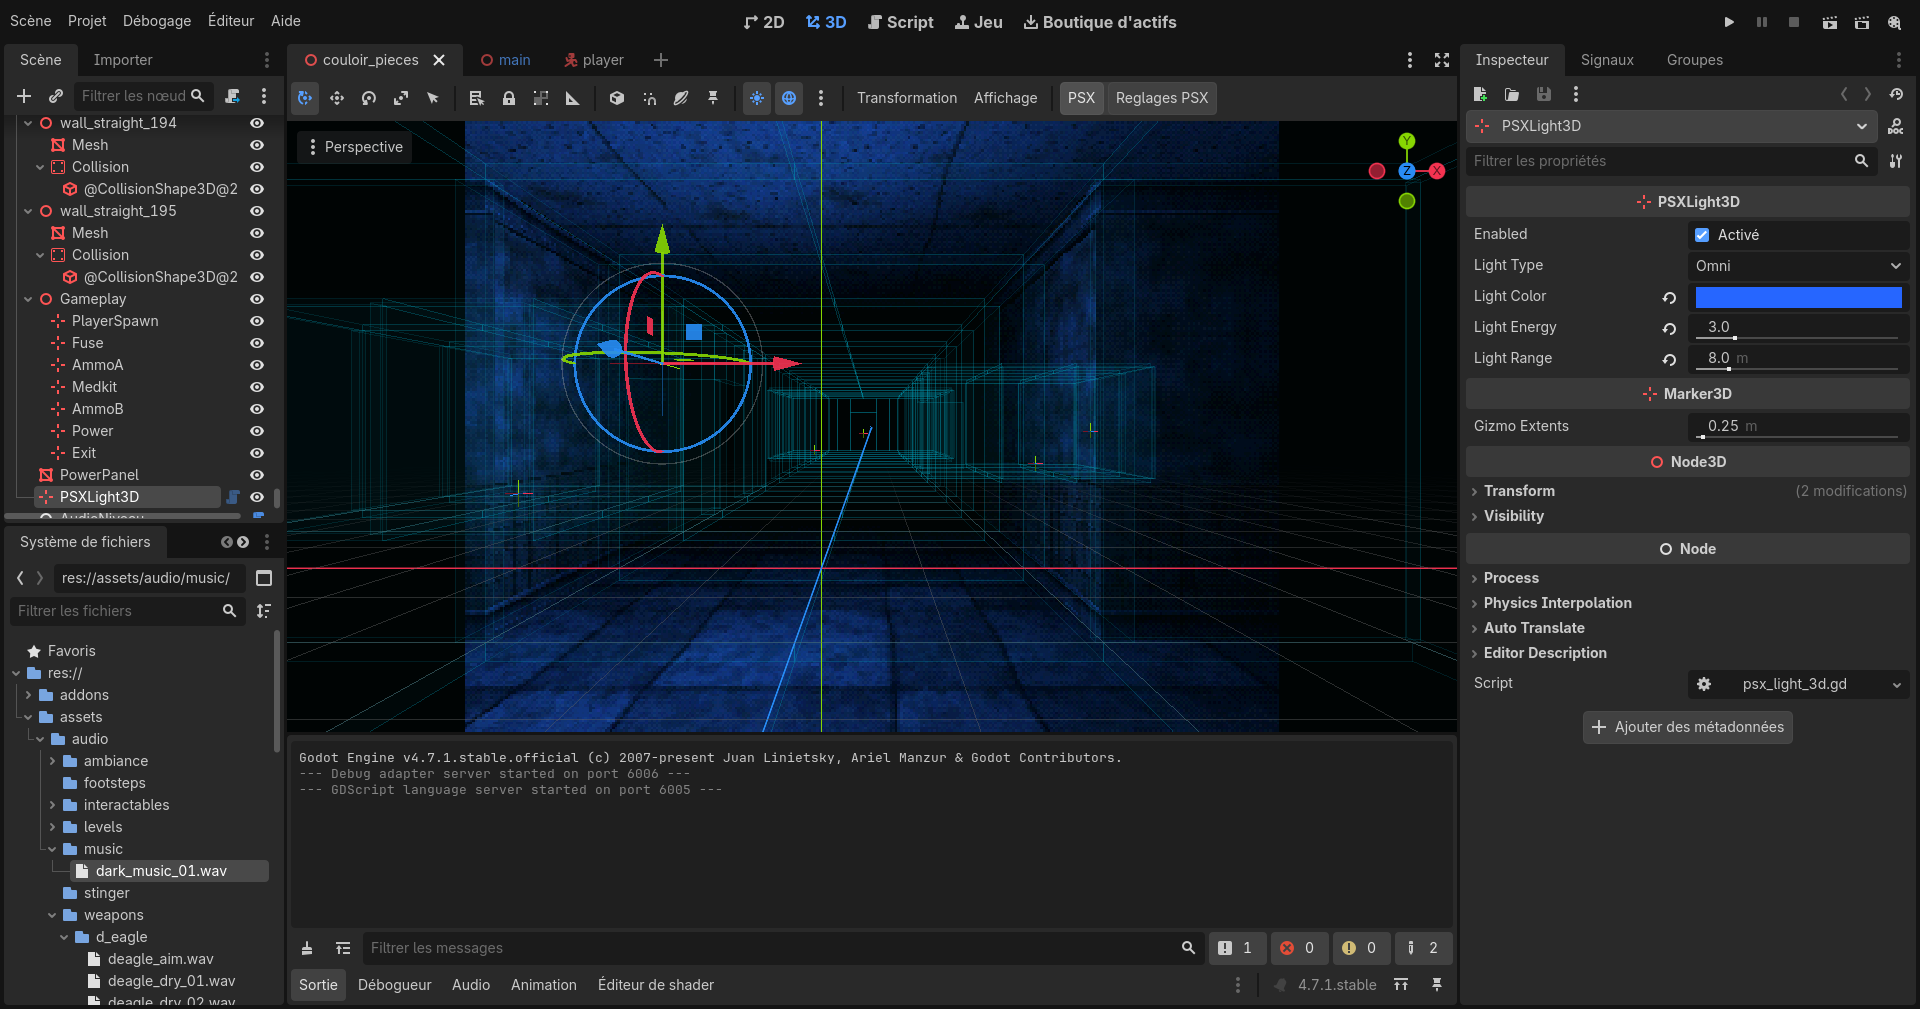 Scène Projet Débogage Éditeur Aide
2D 3D Script Jeu Boutique d'actifs
Scène Importer
Filtrer les nœud
wall_straight_194
Mesh
Collision
@CollisionShape3D@2
wall_straight_195
Mesh
Collision
@CollisionShape3D@2
Gameplay
PlayerSpawn
Fuse
AmmoA
Medkit
AmmoB
Power
Exit
PowerPanel
PSXLight3D
AudioNiveau
Système de fichiers
res://assets/audio/music/
Filtrer les fichiers
Favoris
res://
addons
assets
audio
ambiance
footsteps
interactables
levels
music
dark_music_01.wav
stinger
weapons
d_eagle
deagle_aim.wav
deagle_dry_01.wav
deagle_dry_02.wav
couloir_pieces main player
Transformation Affichage PSX Reglages PSX
Perspective
Y
Z X
Godot Engine v4.7.1.stable.official (c) 2007-present Juan Linietsky, Ariel Manzur & Godot Contributors.
--- Debug adapter server started on port 6006 ---
--- GDScript language server started on port 6005 ---
Filtrer les messages 1 0 0 2
Sortie Débogueur Audio Animation Éditeur de shader 4.7.1.stable
Inspecteur Signaux Groupes
PSXLight3D DOC
Filtrer les propriétés
PSXLight3D
Enabled Activé
Light Type Omni
Light Color
Light Energy 3.0
Light Range 8.0 m
Marker3D
Gizmo Extents 0.25 m
Node3D
Transform (2 modifications)
Visibility
Node
Process
Physics Interpolation
Auto Translate
Editor Description
Script psx_light_3d.gd
Ajouter des métadonnées